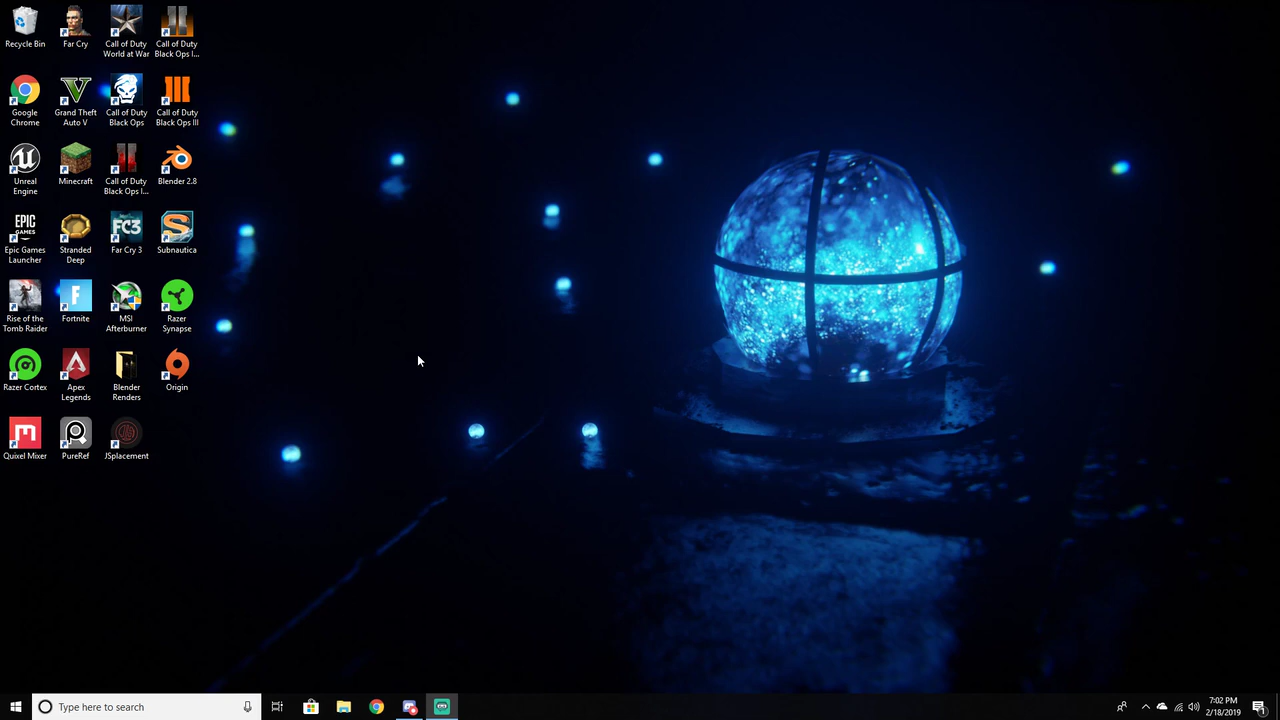 Recycle Bin
Far Cry
Call of Duty
World at War
Call of Duty
Black Ops I...
Google
Chrome
Grand Theft
Auto V
Call of Duty
Black Ops
Call of Duty
Black Ops III
Unreal
Engine
Minecraft
Call of Duty
Black Ops I...
Blender 2.8
EPIC
GAMES
Epic Games
Launcher
Stranded
Deep
FC3
Far Cry 3
Subnautica
Rise of the
Tomb Raider
Fortnite
MSI
Afterburner
Razer
Synapse
Razer Cortex
Apex
Legends
Blender
Renders
Origin
Quixel Mixer
PureRef
JSplacement
Type here to search
7:02 PM
2/18/2019
1